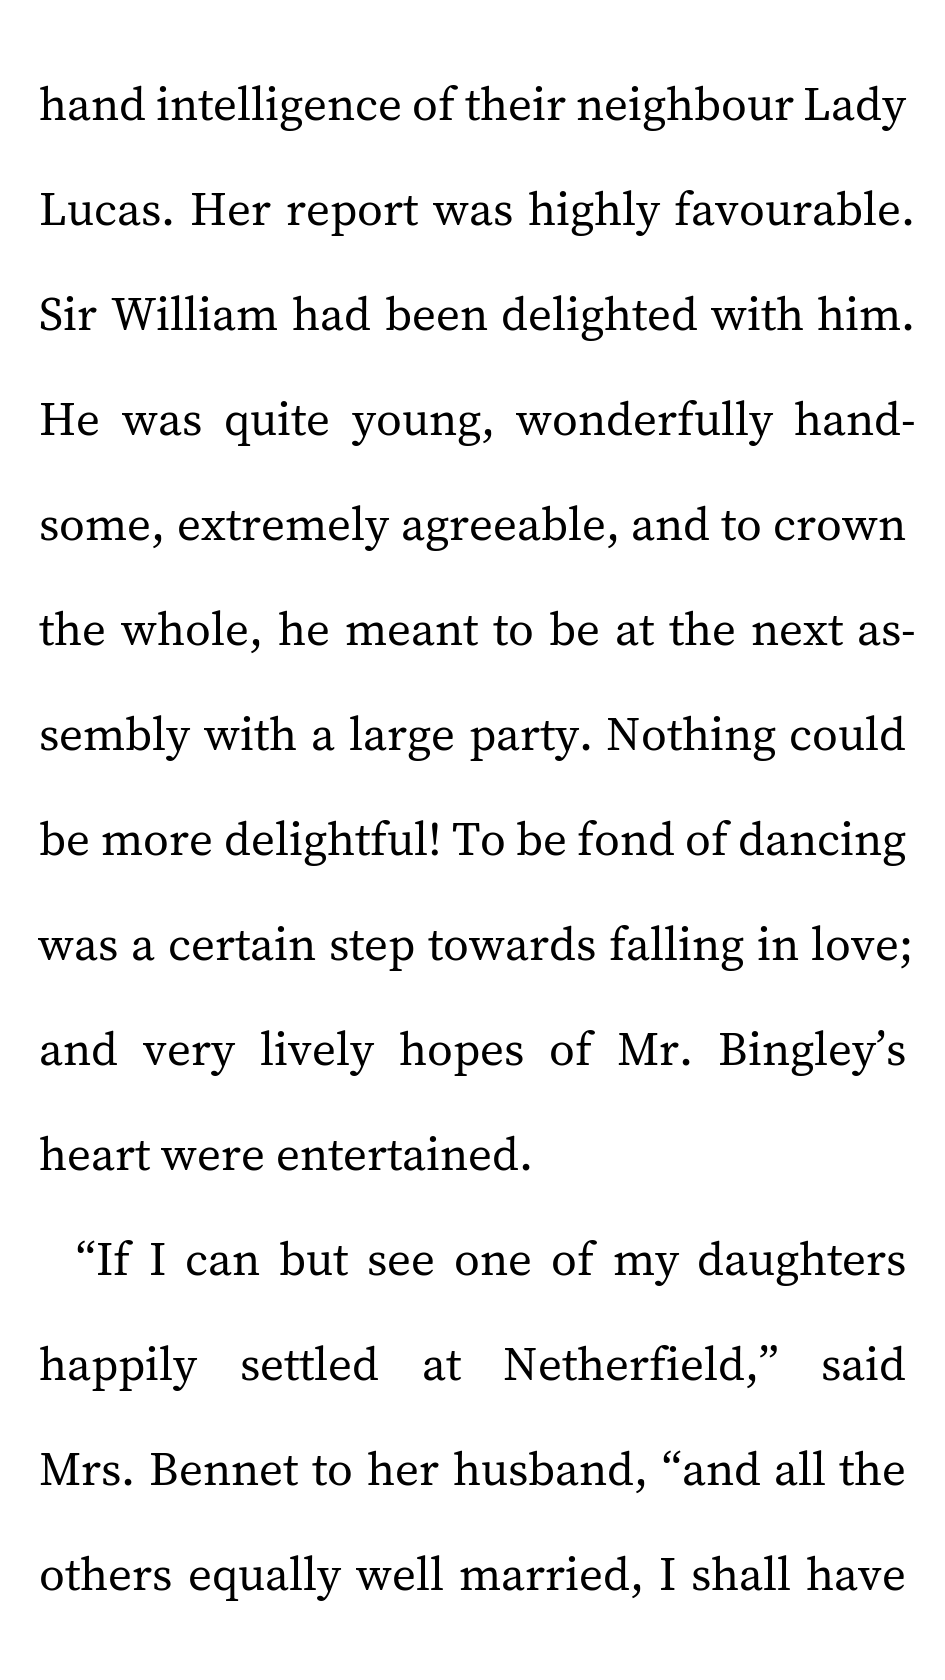 hand intelligence of their neighbour Lady
Lucas. Her report was highly favourable.
Sir William had been delighted with him.
He was quite young, wonderfully hand-
some, extremely agreeable, and to crown
the whole, he meant to be at the next as-
sembly with a large party. Nothing could
be more delightful! To be fond of dancing
was a certain step towards falling in love;
and very lively hopes of Mr. Bingley’s
heart were entertained.
“If I can but see one of my daughters
happily settled at Netherfield,” said
Mrs. Bennet to her husband, “and all the
others equally well married, I shall have